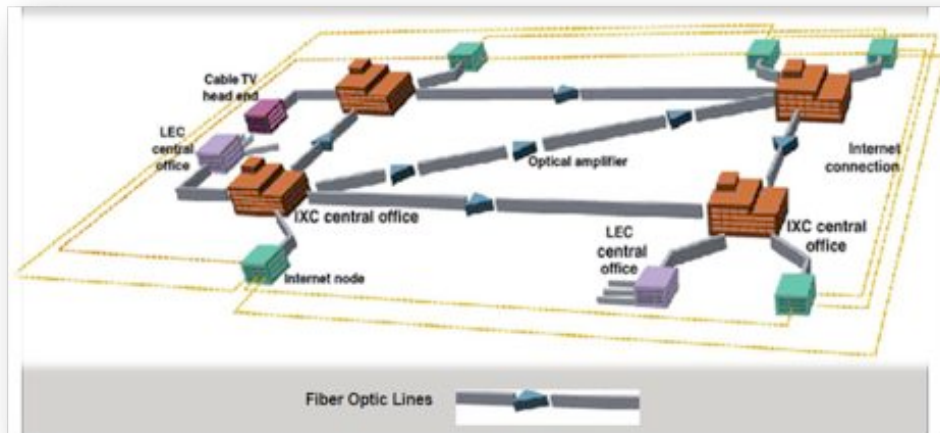 Cable TV
head end
LEC
central
office
Optical amplifier
Internet
connection
IXC central office
IXC central
office
LEC
central
office
Internet node
Fiber Optic Lines